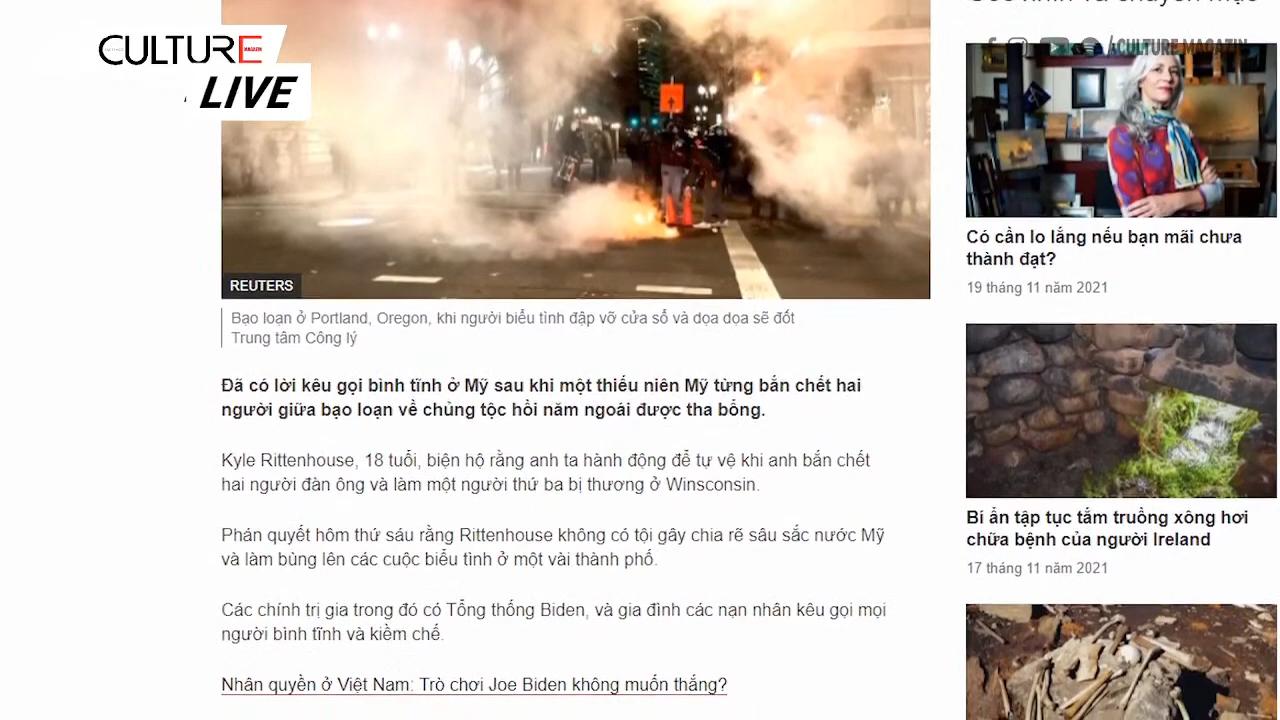 CULTURE
MAGAZIN
LIVE
/CULTURE MAGAZIN
REUTERS
Bạo loạn ở Portland, Oregon, khi người biểu tình đập vỡ cửa sổ và dọa dọa sẽ đốt
Trung tâm Công lý
Đã có lời kêu gọi bình tĩnh ở Mỹ sau khi một thiếu niên Mỹ từng bắn chết hai
người giữa bạo loạn về chủng tộc hồi năm ngoái được tha bổng.
Kyle Rittenhouse, 18 tuổi, biện hộ rằng anh ta hành động để tự vệ khi anh bắn chết
hai người đàn ông và làm một người thứ ba bị thương ở Winsconsin.
Phán quyết hôm thứ sáu rằng Rittenhouse không có tội gây chia rẽ sâu sắc nước Mỹ
và làm bùng lên các cuộc biểu tình ở một vài thành phố.
Các chính trị gia trong đó có Tổng thống Biden, và gia đình các nạn nhân kêu gọi mọi
người bình tĩnh và kiềm chế.
Nhân quyền ở Việt Nam: Trò chơi Joe Biden không muốn thắng?
Có cần lo lắng nếu bạn mãi chưa
thành đạt?
19 tháng 11 năm 2021
Bí ẩn tập tục tắm truồng xông hơi
chữa bệnh của người Ireland
17 tháng 11 năm 2021